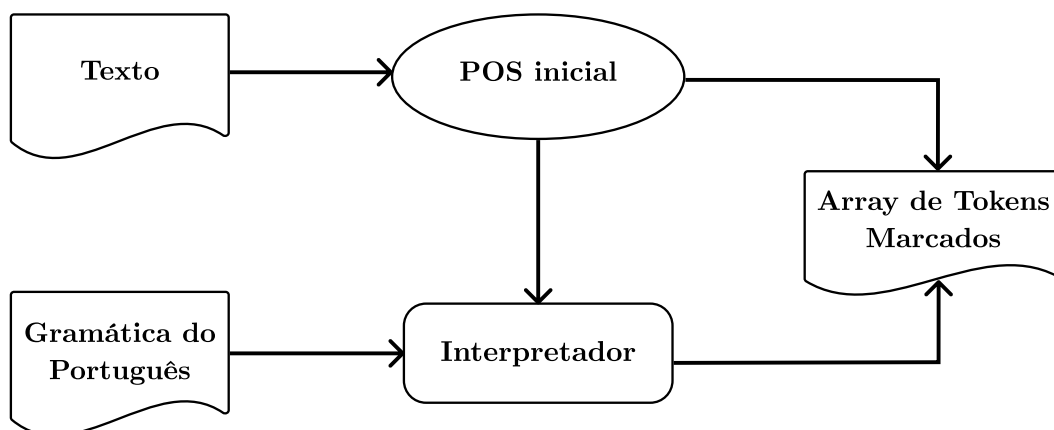 Texto
POS inicial
Array de Tokens
Marcados
Gramática do
Português
Interpretador